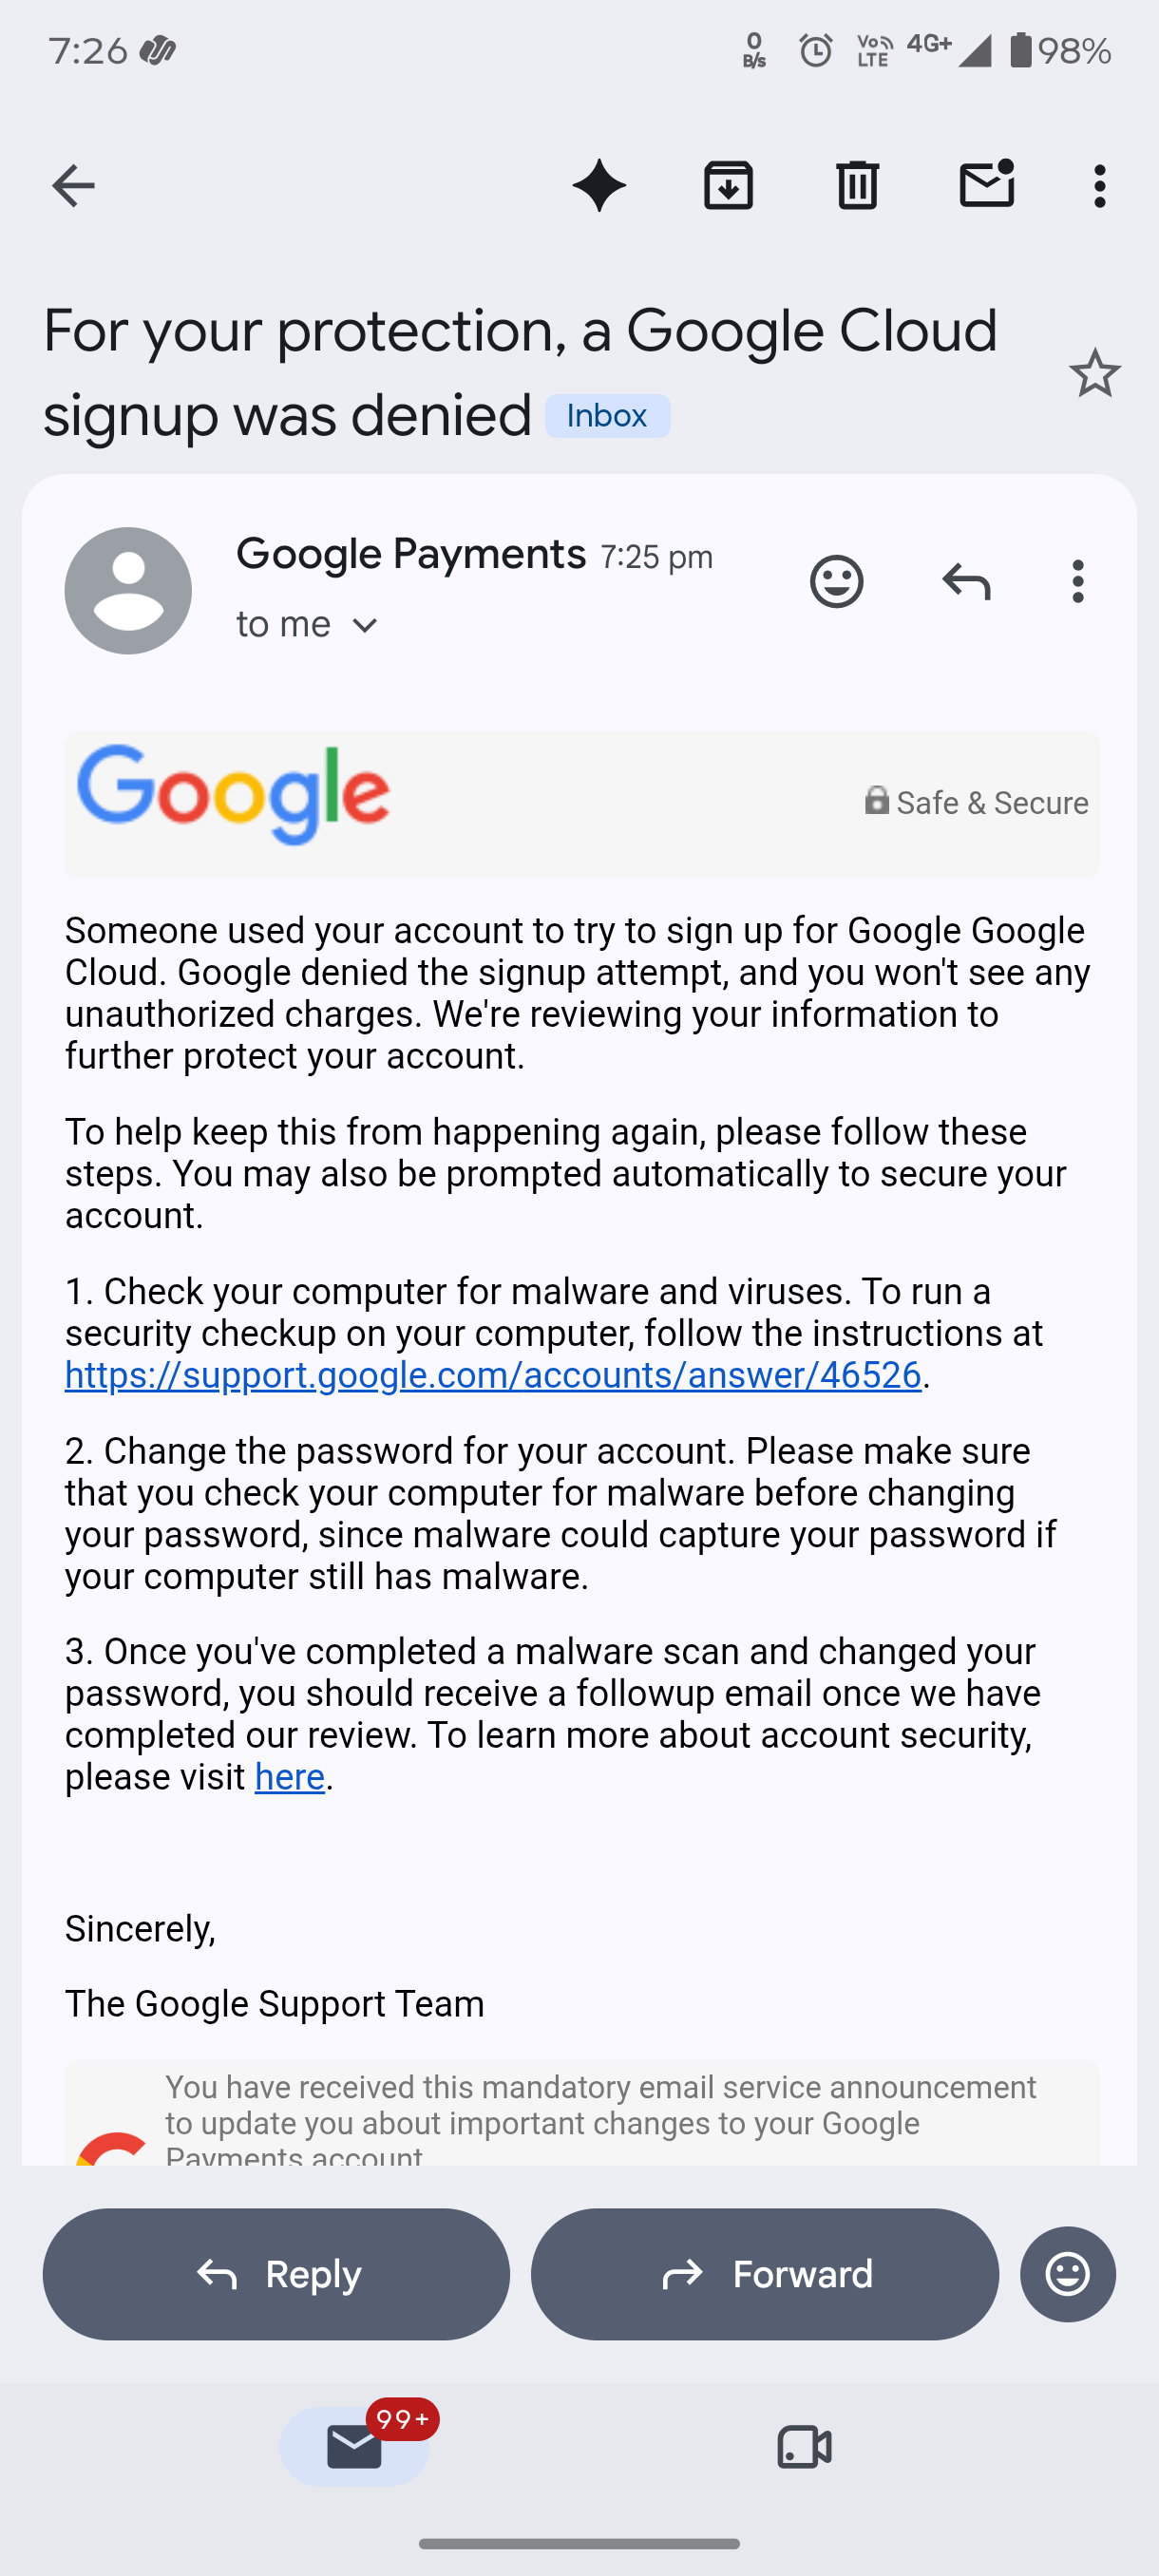 7:26
0 B/s Vo LTE 4G+ 98%
For your protection, a Google Cloud
signup was denied Inbox
Google Payments 7:25 pm
to me
Google
Safe & Secure
Someone used your account to try to sign up for Google Google
Cloud. Google denied the signup attempt, and you won't see any
unauthorized charges. We're reviewing your information to
further protect your account.
To help keep this from happening again, please follow these
steps. You may also be prompted automatically to secure your
account.
1. Check your computer for malware and viruses. To run a
security checkup on your computer, follow the instructions at
https://support.google.com/accounts/answer/46526.
2. Change the password for your account. Please make sure
that you check your computer for malware before changing
your password, since malware could capture your password if
your computer still has malware.
3. Once you've completed a malware scan and changed your
password, you should receive a followup email once we have
completed our review. To learn more about account security,
please visit here.
Sincerely,
The Google Support Team
You have received this mandatory email service announcement
to update you about important changes to your Google
Payments account
Reply
Forward
99+